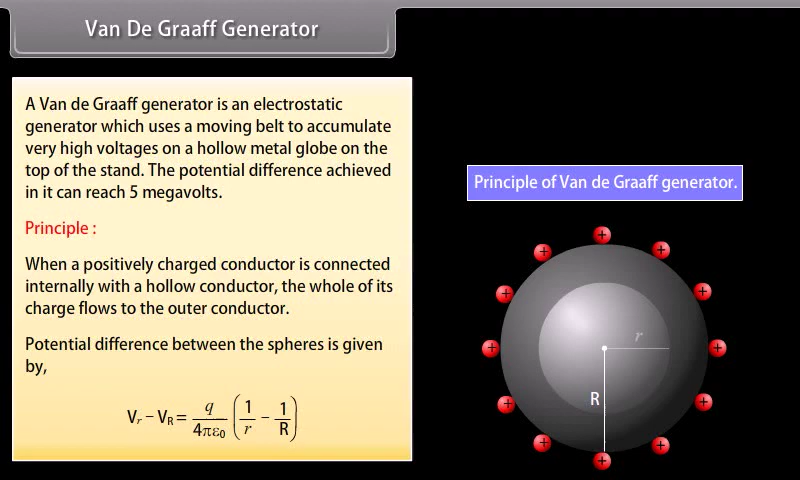 Van De Graaff Generator
A Van de Graaff generator is an electrostatic
generator which uses a moving belt to accumulate
very high voltages on a hollow metal globe on the
top of the stand. The potential difference achieved
in it can reach 5 megavolts.
Principle :
When a positively charged conductor is connected
internally with a hollow conductor, the whole of its
charge flows to the outer conductor.
Potential difference between the spheres is given
by,
Vᵣ – V_R = q/(4πε₀) (1/r – 1/R)
Principle of Van de Graaff generator.
+
+ +
+ +
r
+ +
R
+ +
+ +
+